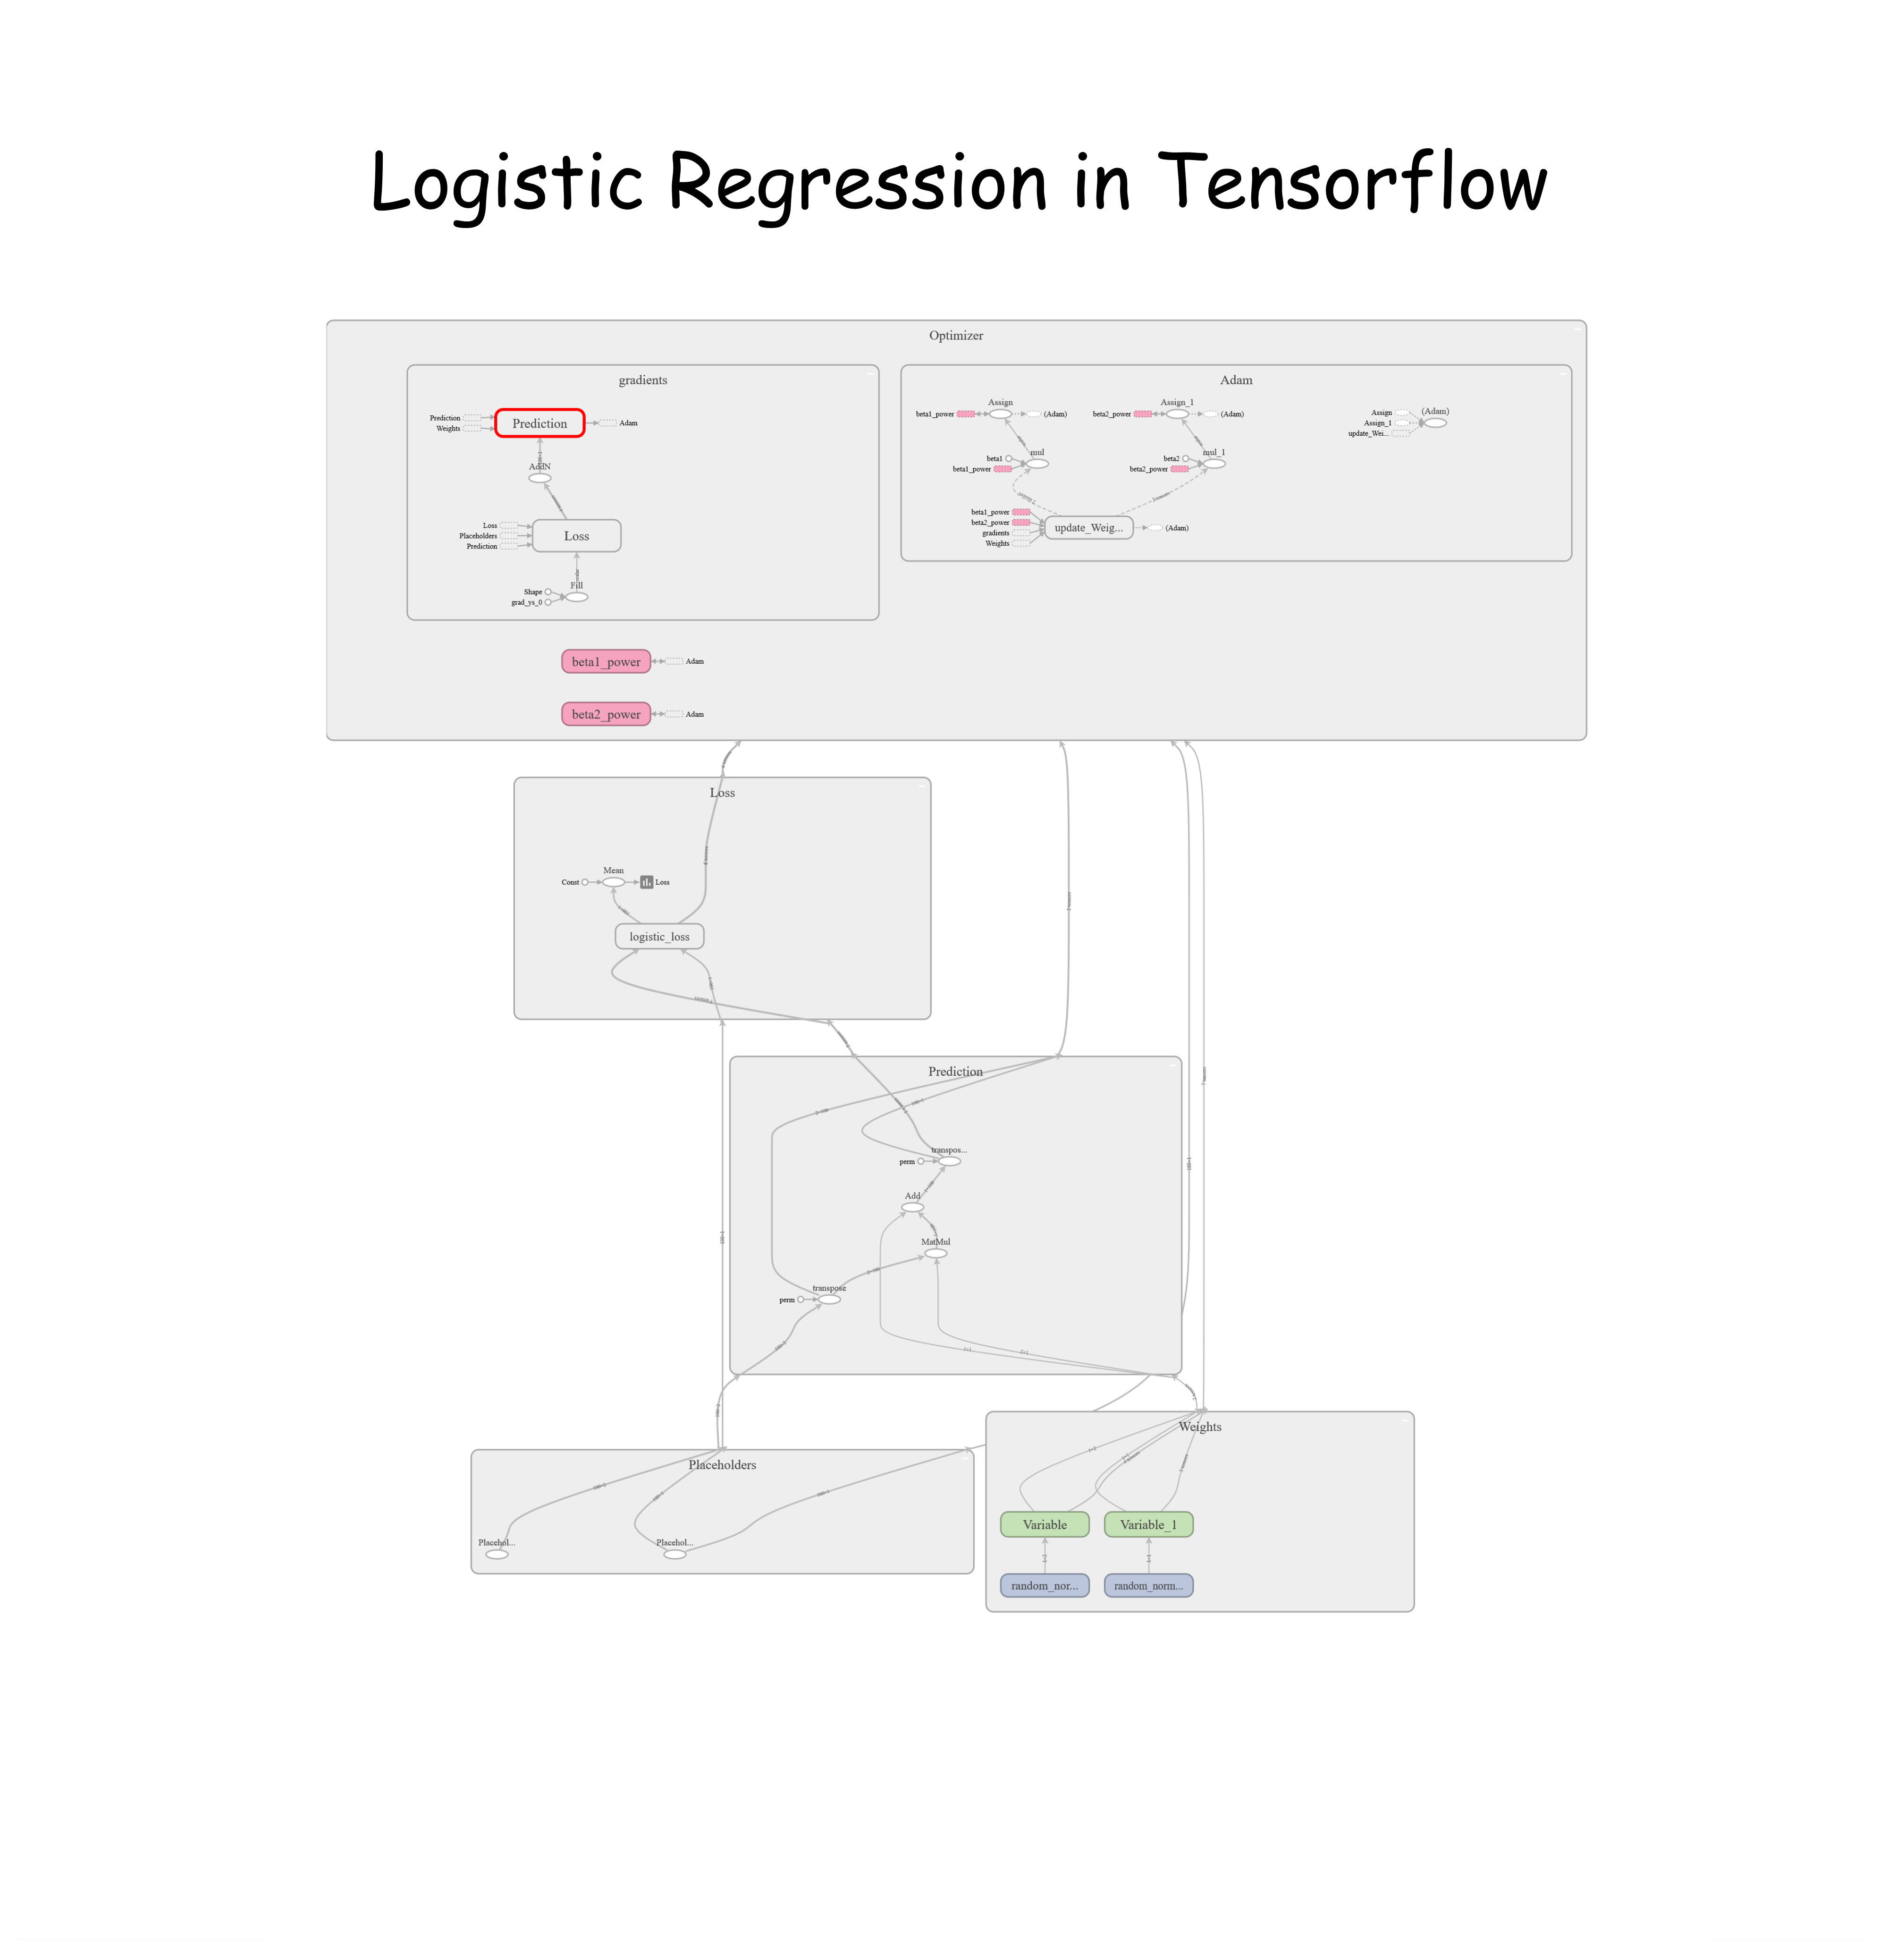 Logistic Regression in Tensorflow
Optimizer
gradients
Prediction
Weights
Prediction
Adam
AddN
Loss
Placeholders
Prediction
Loss
Fill
Shape
grad_ys_0
Adam
Assign
beta1_power
(Adam)
Assign_1
beta2_power
(Adam)
Assign
Assign_1
update_Wei...
(Adam)
mul
beta1
beta1_power
mul_1
beta2
beta2_power
beta1_power
beta2_power
gradients
Weights
update_Weig...
(Adam)
beta1_power
Adam
beta2_power
Adam
Loss
Mean
Const
Loss
logistic_loss
Prediction
transpos...
perm
Add
MatMul
transpose
perm
Placeholders
Placehol...
Placehol...
Weights
Variable
Variable_1
random_nor...
random_norm...